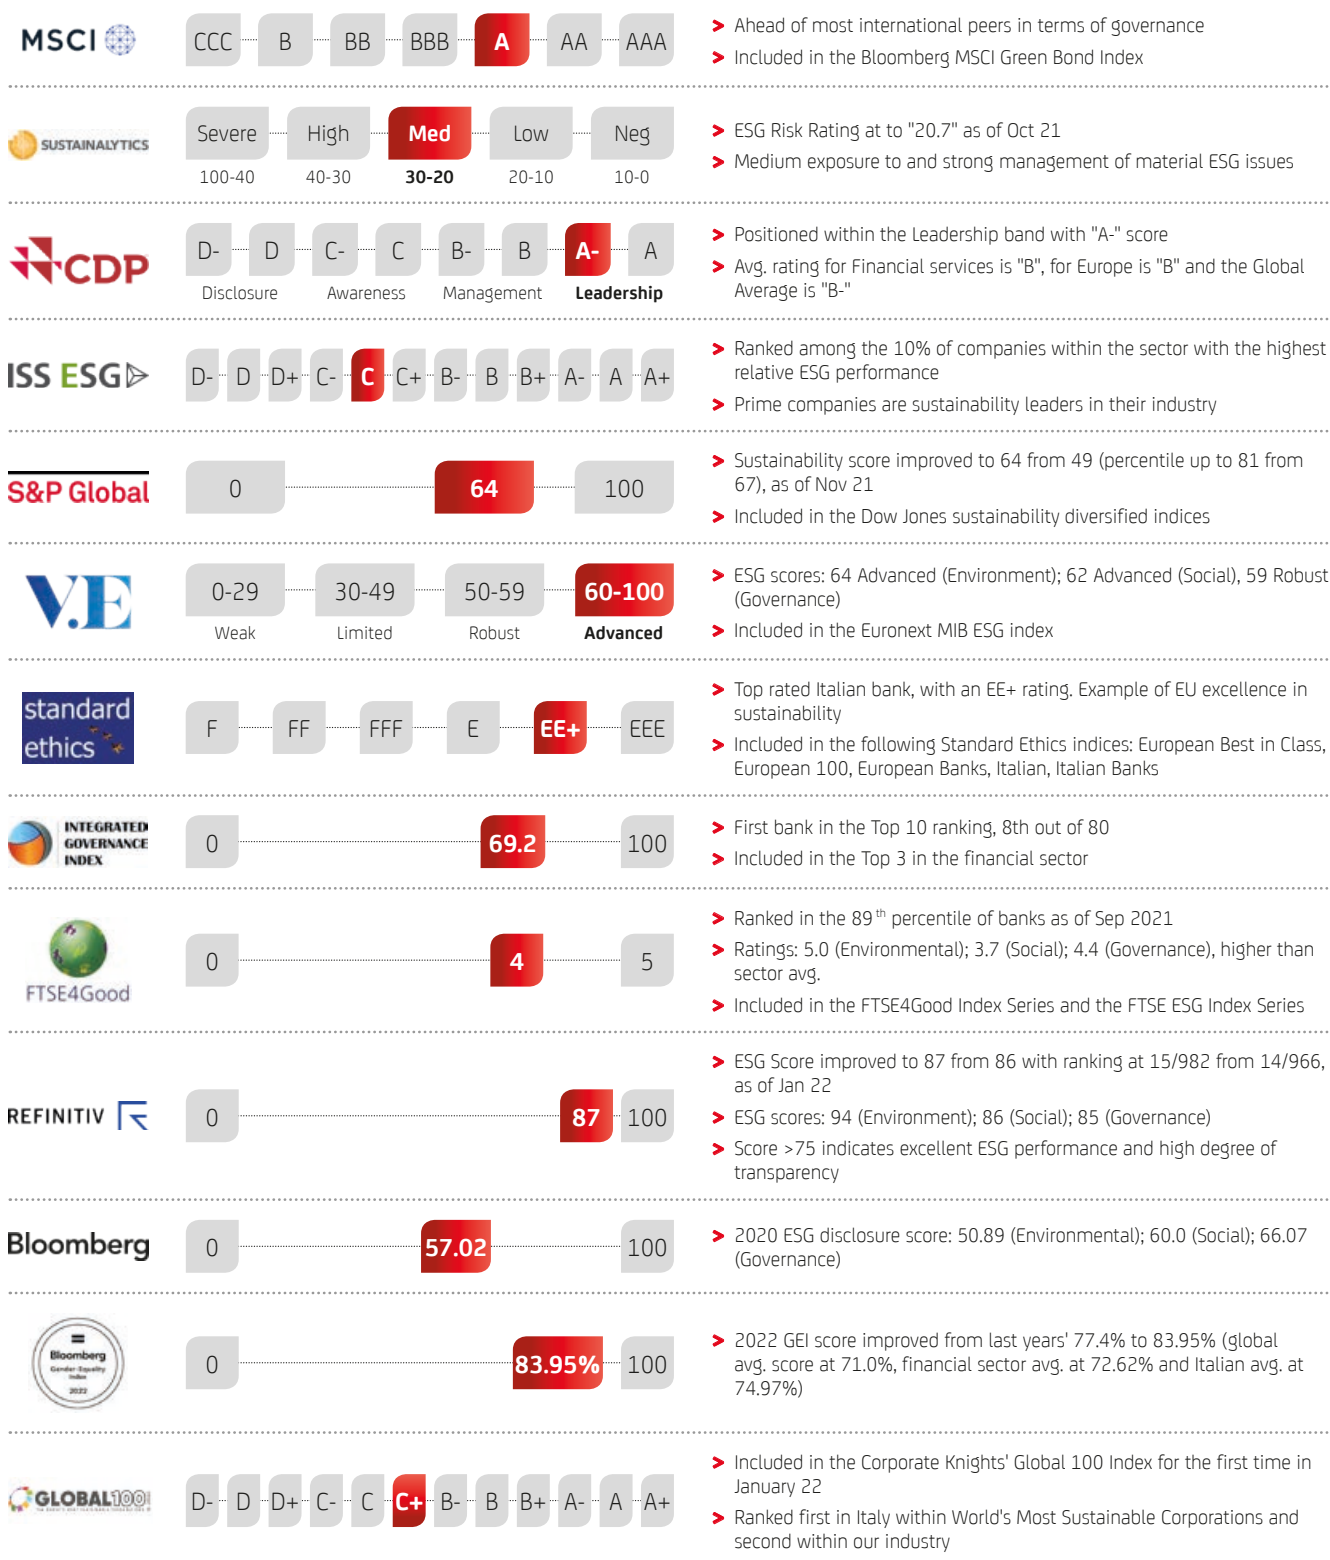 MSCI
CCC B BB BBB A AA AAA
> Ahead of most international peers in terms of governance
> Included in the Bloomberg MSCI Green Bond Index
SUSTAINALYTICS
Severe High Med Low Neg
100-40 40-30 30-20 20-10 10-0
> ESG Risk Rating at to "20.7" as of Oct 21
> Medium exposure to and strong management of material ESG issues
CDP
D- D C- C B- B A- A
Disclosure Awareness Management Leadership
> Positioned within the Leadership band with "A-" score
> Avg. rating for Financial services is "B", for Europe is "B" and the Global
Average is "B-"
ISS ESG
D- D D+ C- C C+ B- B B+ A- A A+
> Ranked among the 10% of companies within the sector with the highest
relative ESG performance
> Prime companies are sustainability leaders in their industry
S&P Global
0 64 100
> Sustainability score improved to 64 from 49 (percentile up to 81 from
67), as of Nov 21
> Included in the Dow Jones sustainability diversified indices
V.E
0-29 30-49 50-59 60-100
Weak Limited Robust Advanced
> ESG scores: 64 Advanced (Environment); 62 Advanced (Social), 59 Robust
(Governance)
> Included in the Euronext MIB ESG index
standard
ethics
F FF FFF E EE+ EEE
> Top rated Italian bank, with an EE+ rating. Example of EU excellence in
sustainability
> Included in the following Standard Ethics indices: European Best in Class,
European 100, European Banks, Italian, Italian Banks
INTEGRATED
GOVERNANCE
INDEX
0 69.2 100
> First bank in the Top 10 ranking, 8th out of 80
> Included in the Top 3 in the financial sector
FTSE4Good
0 4 5
> Ranked in the 89th percentile of banks as of Sep 2021
> Ratings: 5.0 (Environmental); 3.7 (Social); 4.4 (Governance), higher than
sector avg.
> Included in the FTSE4Good Index Series and the FTSE ESG Index Series
REFINITIV
0 87 100
> ESG Score improved to 87 from 86 with ranking at 15/982 from 14/966,
as of Jan 22
> ESG scores: 94 (Environment); 86 (Social); 85 (Governance)
> Score >75 indicates excellent ESG performance and high degree of
transparency
Bloomberg
0 57.02 100
> 2020 ESG disclosure score: 50.89 (Environmental); 60.0 (Social); 66.07
(Governance)
Bloomberg
Gender-Equality
Index
2022
0 83.95% 100
> 2022 GEI score improved from last years' 77.4% to 83.95% (global
avg. score at 71.0%, financial sector avg. at 72.62% and Italian avg. at
74.97%)
GLOBAL100
D- D D+ C- C C+ B- B B+ A- A A+
> Included in the Corporate Knights' Global 100 Index for the first time in
January 22
> Ranked first in Italy within World's Most Sustainable Corporations and
second within our industry